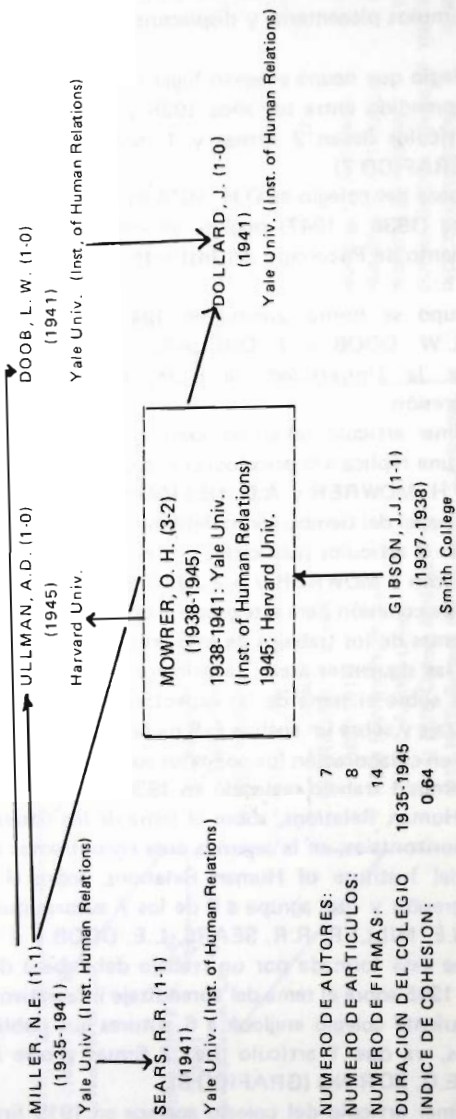 MILLER, N.E. (1-1)
(1935-1941)
Yale Univ. (Inst. of Human Relations)
ULLMAN, A.D. (1-0)
(1945)
Harvard Univ.
DOOB, L.W. (1-0)
(1941)
Yale Univ. (Inst. of Human Relations)
SEARS, R.R. (1-1)
(1941)
Yale Univ. (Inst. of Human Relations)
MOWRER, O. H. (3-2)
(1938-1945)
1938-1941: Yale Univ.
(Inst. of Human Relations)
1945: Harvard Univ.
DOLLARD, J. (1-0)
(1941)
Yale Univ. (Inst. of Human Relations)
GIBSON, J.J. (1-1)
(1937-1939)
Smith College
NUMERO DE AUTORES: 7
NUMERO DE ARTICULOS: 8
NUMERO DE FIRMAS: 14
DURACION DEL COLEGIO 1935-1945
INDICE DE COHESION: 0.64